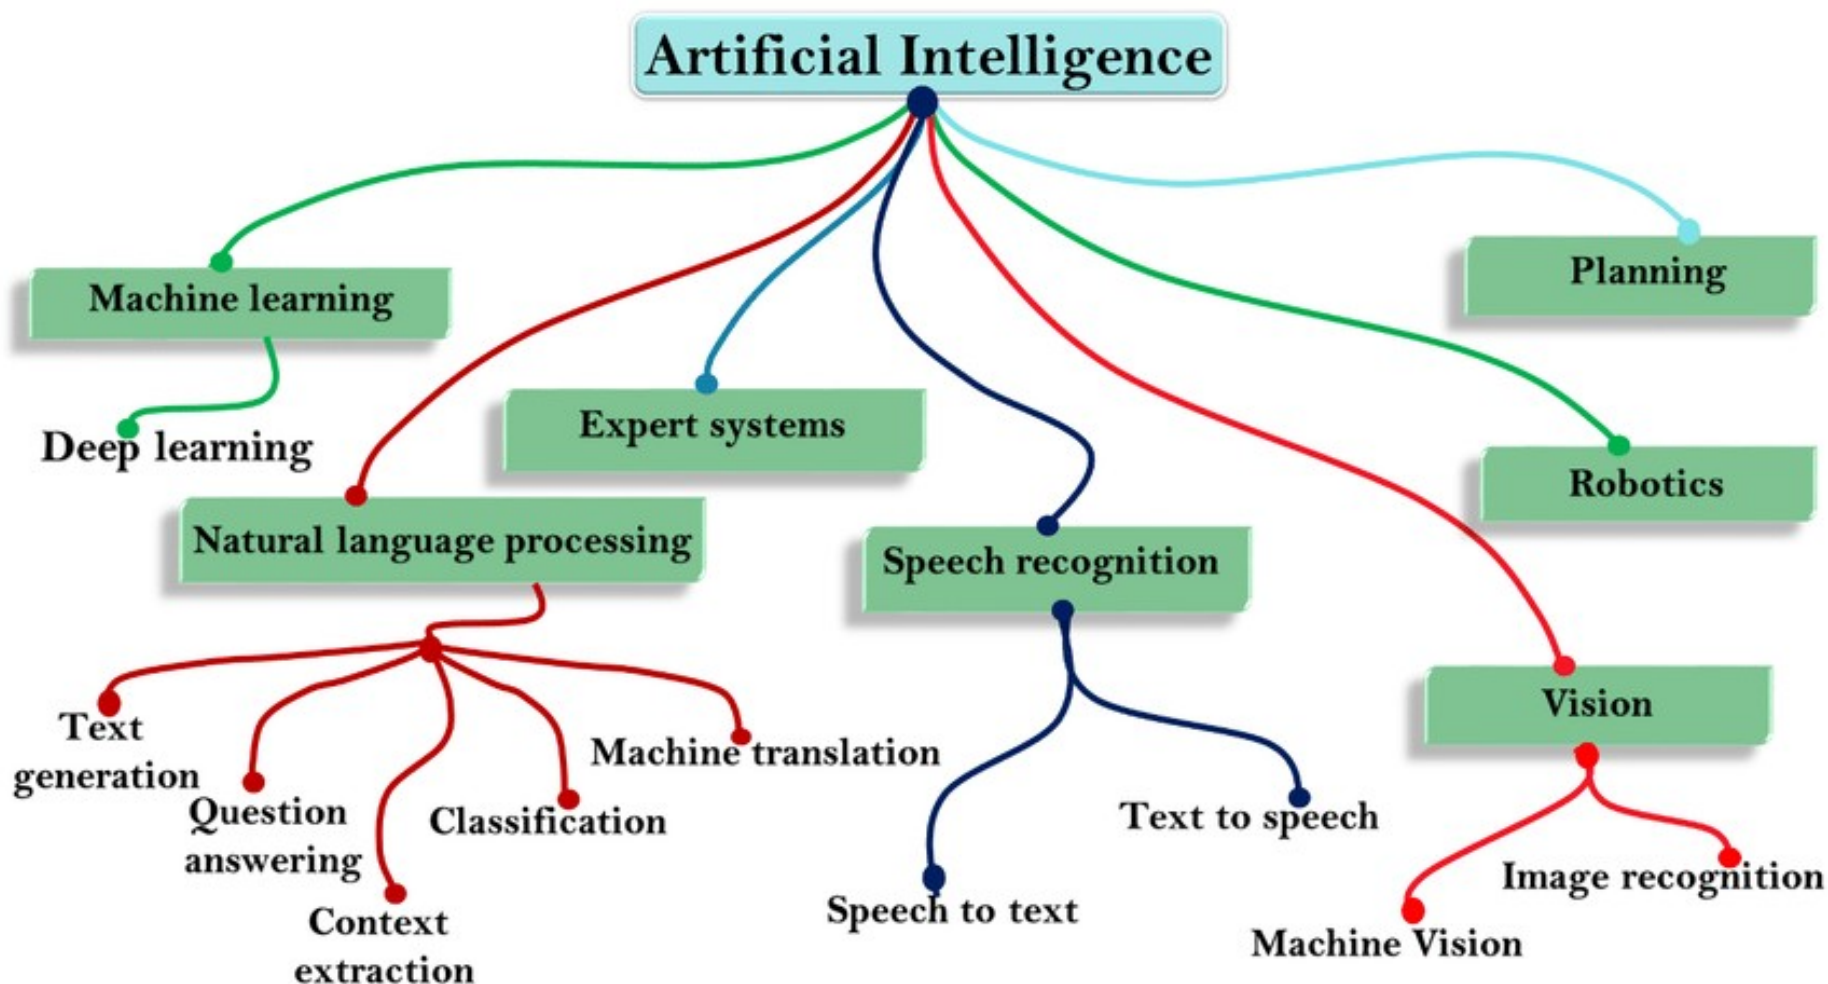 Artificial Intelligence
Machine learning
Planning
Deep learning
Expert systems
Robotics
Natural language processing
Speech recognition
Vision
Text
generation
Question
answering
Context
extraction
Classification
Machine translation
Speech to text
Text to speech
Machine Vision
Image recognition